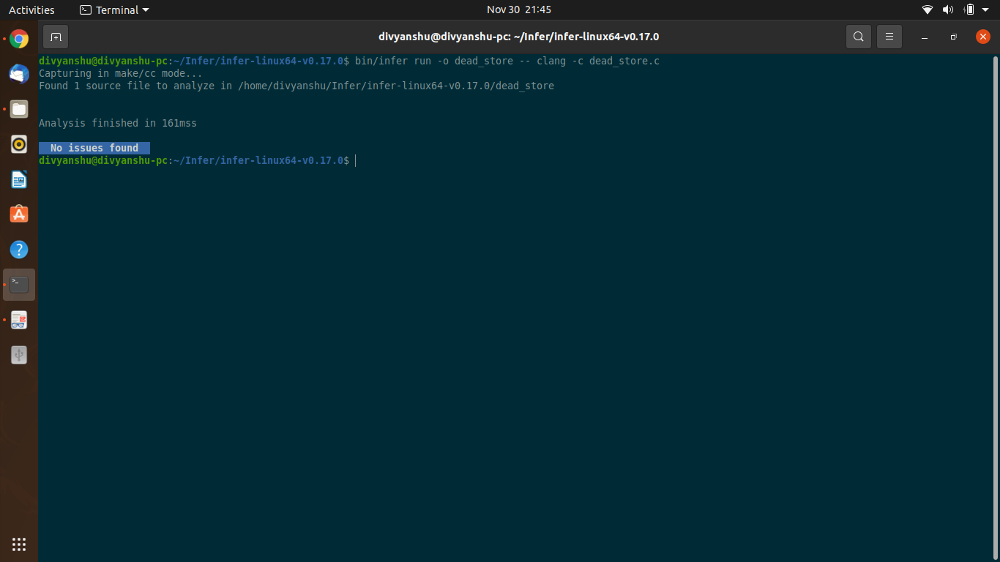 Activities Terminal Nov 30 21:45
divyanshu@divyanshu-pc: ~/Infer/infer-linux64-v0.17.0
divyanshu@divyanshu-pc:~/Infer/infer-linux64-v0.17.0$ bin/infer run -o dead_store -- clang -c dead_store.c
Capturing in make/cc mode...
Found 1 source file to analyze in /home/divyanshu/Infer/infer-linux64-v0.17.0/dead_store
Analysis finished in 161mss
No issues found
divyanshu@divyanshu-pc:~/Infer/infer-linux64-v0.17.0$